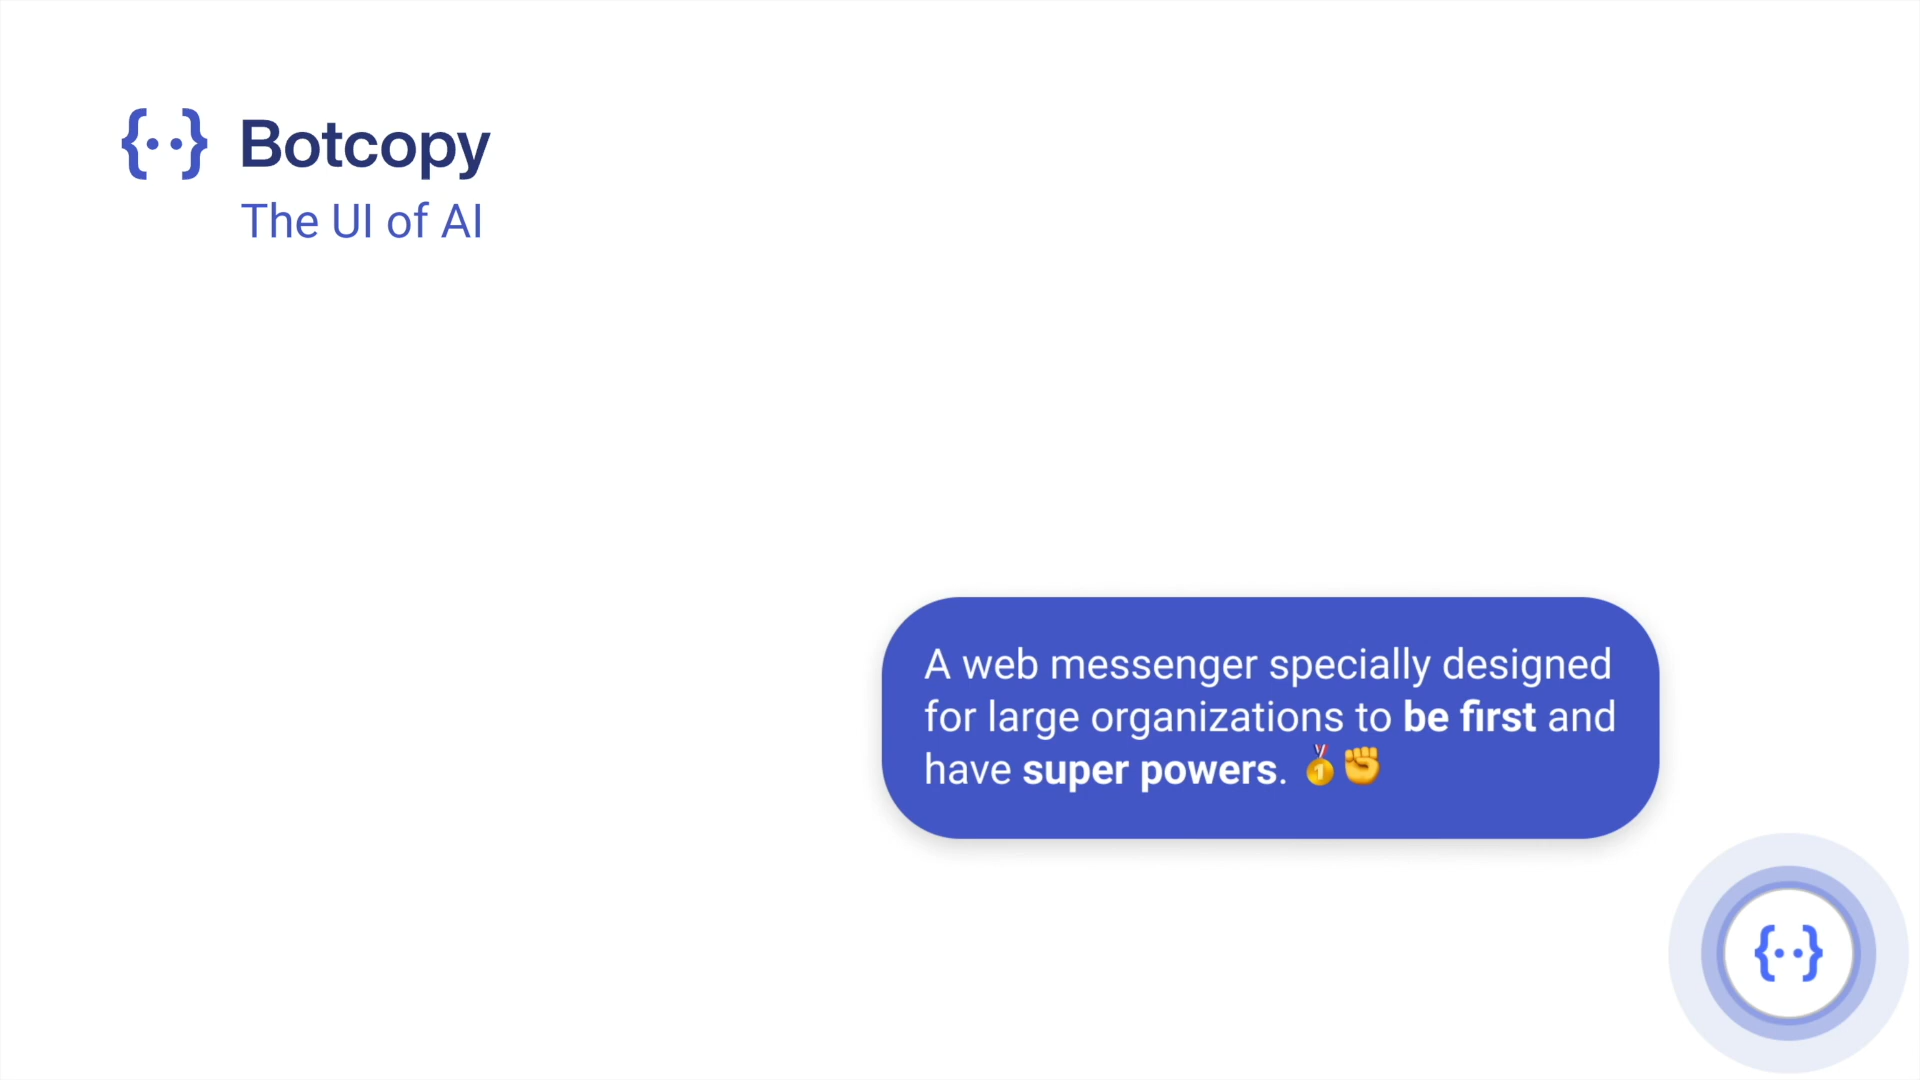 {··} Botcopy
The UI of AI
A web messenger specially designed
for large organizations to be first and
have super powers. 🥇✊
{··}